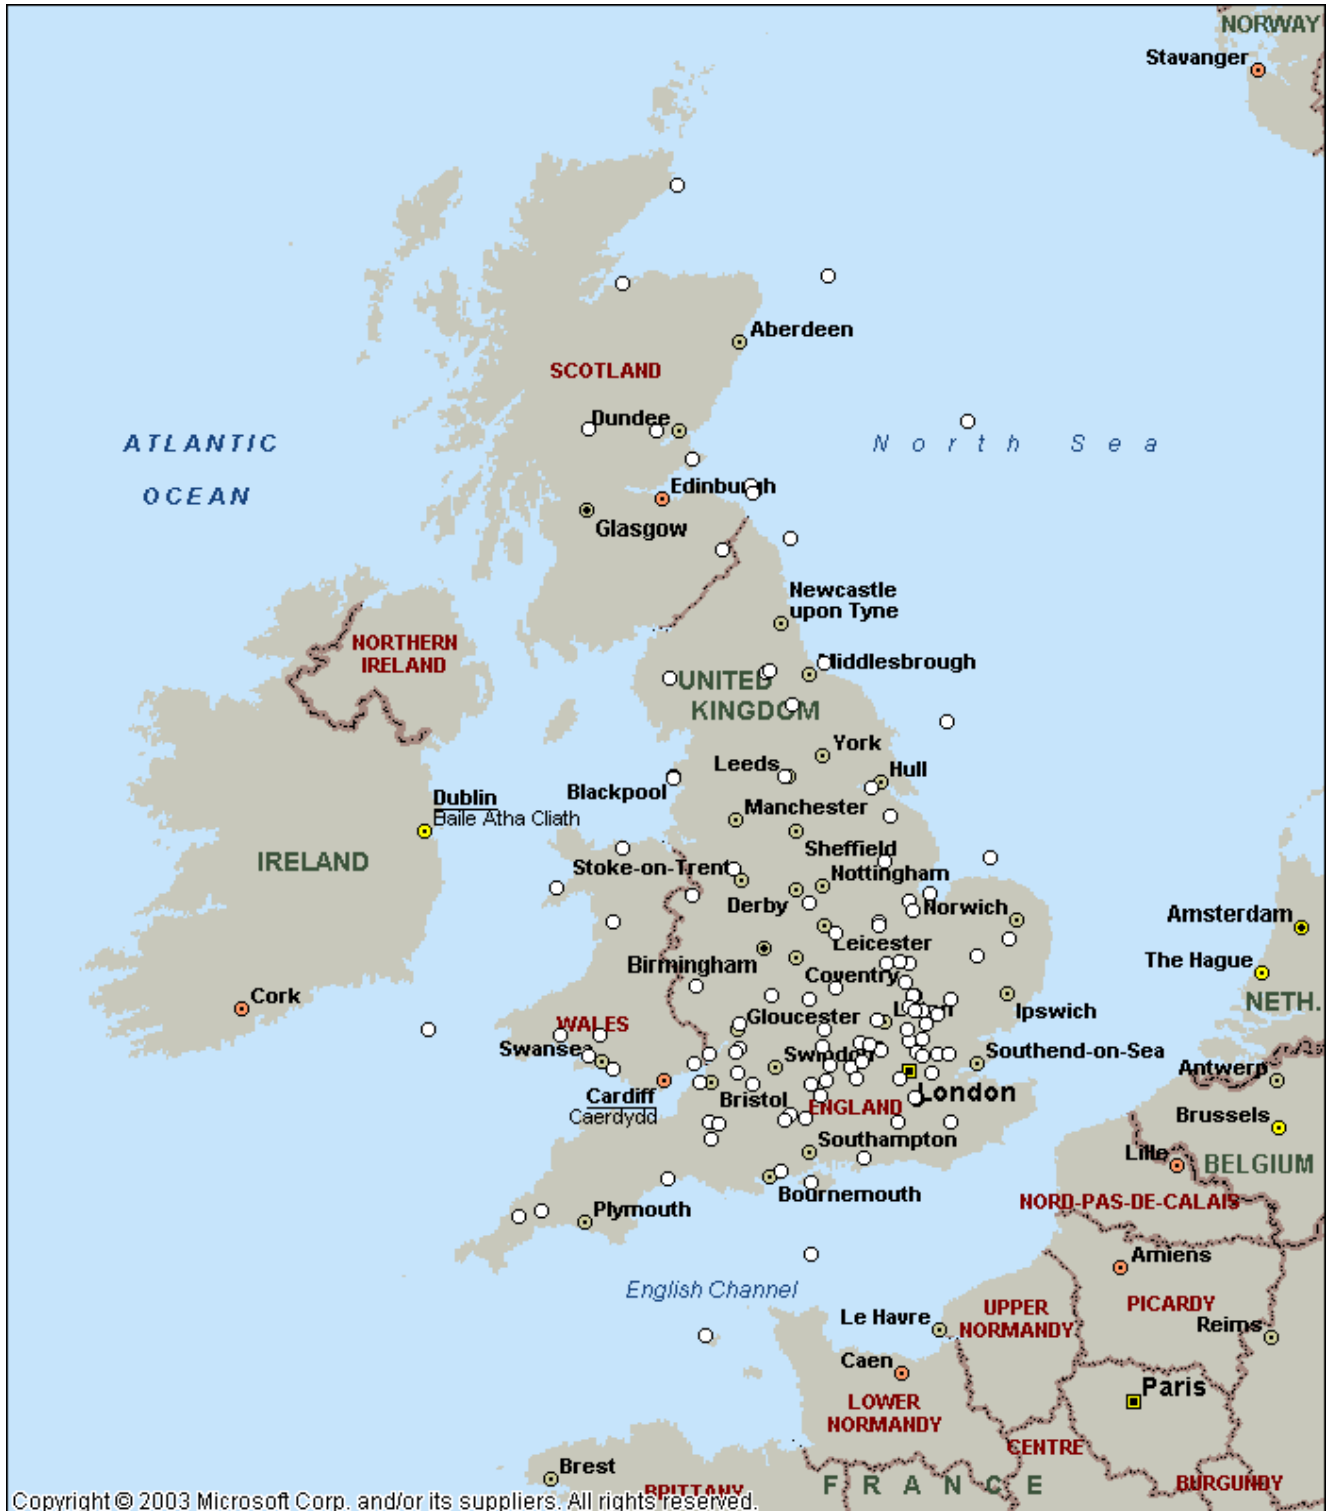 NORWAY
Stavanger
Aberdeen
SCOTLAND
Dundee
ATLANTIC
OCEAN
North Sea
Edinburgh
Glasgow
Newcastle
upon Tyne
NORTHERN
IRELAND
Middlesbrough
UNITED
KINGDOM
York
Leeds
Hull
Blackpool
Dublin
Baile Atha Cliath
Manchester
IRELAND
Sheffield
Stoke-on-Trent
Nottingham
Derby
Norwich
Amsterdam
Leicester
Birmingham
Coventry
The Hague
Cork
NETH.
Ipswich
WALES
Gloucester
Swansea
Swindon
Southend-on-Sea
Antwerp
Cardiff
Caerdydd
Bristol
London
ENGLAND
Brussels
Southampton
Lille
BELGIUM
Bournemouth
NORD-PAS-DE-CALAIS
Plymouth
Amiens
English Channel
UPPER
NORMANDY
PICARDY
Le Havre
Reims
Caen
Paris
LOWER
NORMANDY
CENTRE
Brest
BRITTANY
FRANCE
BURGUNDY
Copyright © 2003 Microsoft Corp. and/or its suppliers. All rights reserved.